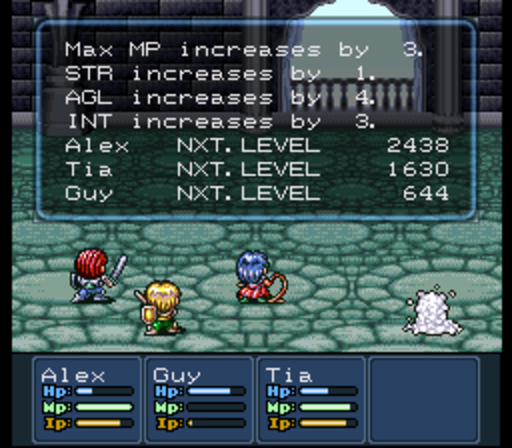 Max MP increases by 3.
STR increases by 1.
AGL increases by 4.
INT increases by 3.
Alex NXT.LEVEL 2438
Tia NXT.LEVEL 1630
Guy NXT.LEVEL 644
Alex Guy Tia
Hp: Hp: Hp:
Mp: Mp: Mp:
Ip: Ip: Ip: